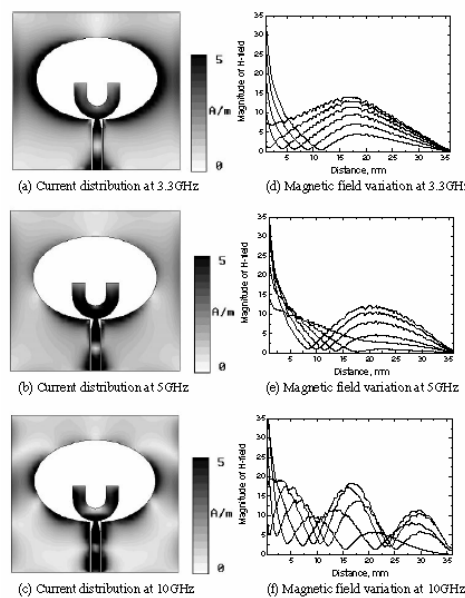 5
A/m
0
(a) Current distribution at 3.3GHz
Magnitude of H-field
35
30
25
20
15
10
5
0
5 10 15 20 25 30 35
Distance, mm
(d) Magnetic field variation at 3.3GHz
5
A/m
0
(b) Current distribution at 5GHz
Magnitude of H-field
35
30
25
20
15
10
5
0
5 10 15 20 25 30 35
Distance, mm
(e) Magnetic field variation at 5GHz
5
A/m
0
(c) Current distribution at 10GHz
Magnitude of H-field
35
30
25
20
15
10
5
0
5 10 15 20 25 30 35
Distance, mm
(f) Magnetic field variation at 10GHz